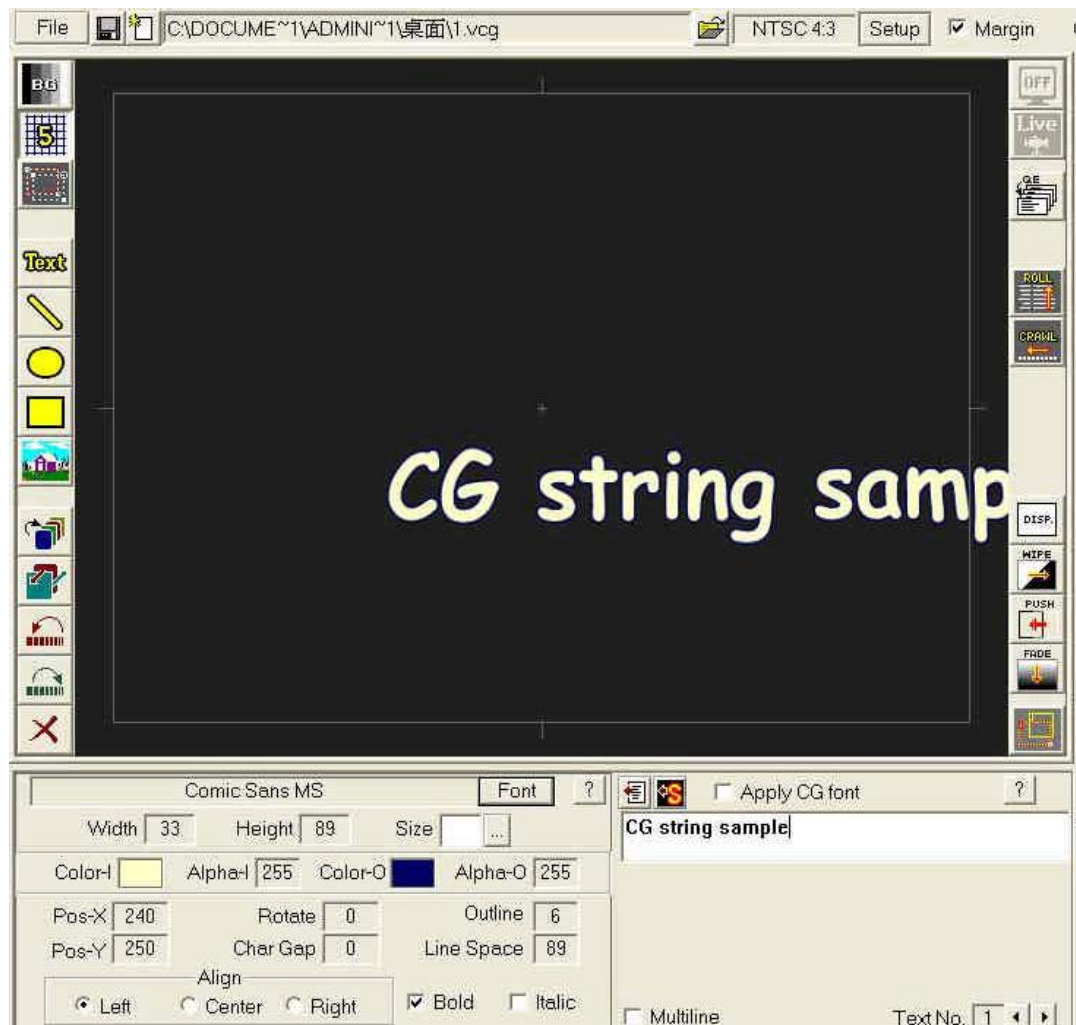 File C:\DOCUME~1\ADMINI~1\桌面\1.vcg NTSC 4:3 Setup Margin
BG
OFF
5
Live
Q.E
Text
ROLL
CRAWL
CG string samp
DISP.
WIPE
PUSH
FADE
Comic Sans MS Font ?
Apply CG font ?
Width 33 Height 89 Size ...
CG string sample
Color-I Alpha-I 255 Color-O Alpha-O 255
Pos-X 240 Rotate 0 Outline 6
Pos-Y 250 Char Gap 0 Line Space 89
Align
Left Center Right Bold Italic
Multiline Text No. 1